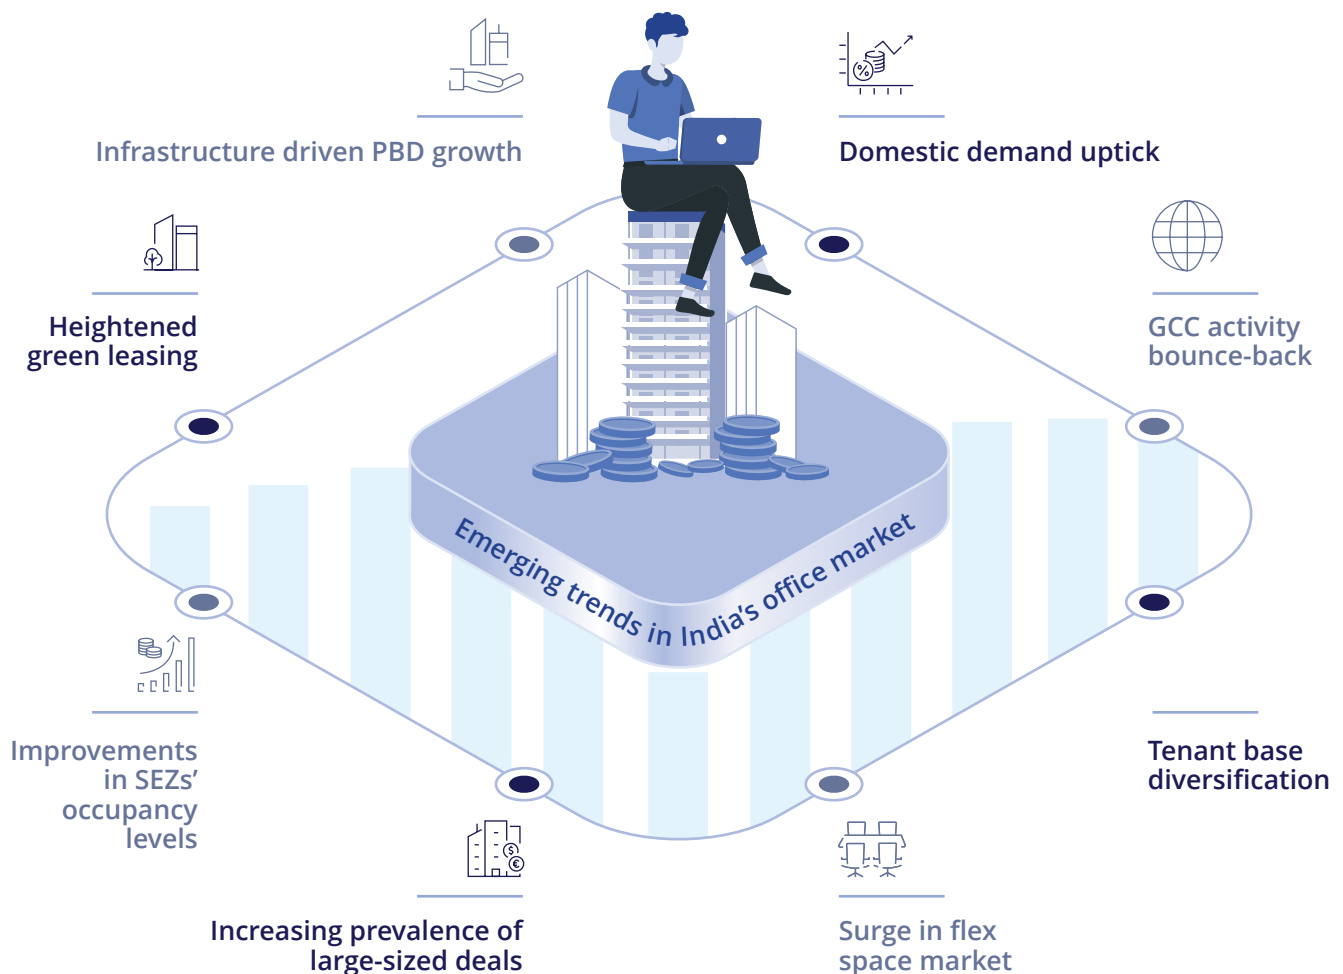 Infrastructure driven PBD growth
Domestic demand uptick
Heightened
green leasing
GCC activity
bounce-back
Emerging trends in India's office market
Improvements
in SEZs'
occupancy
levels
Tenant base
diversification
Increasing prevalence of
large-sized deals
Surge in flex
space market
%
$
€